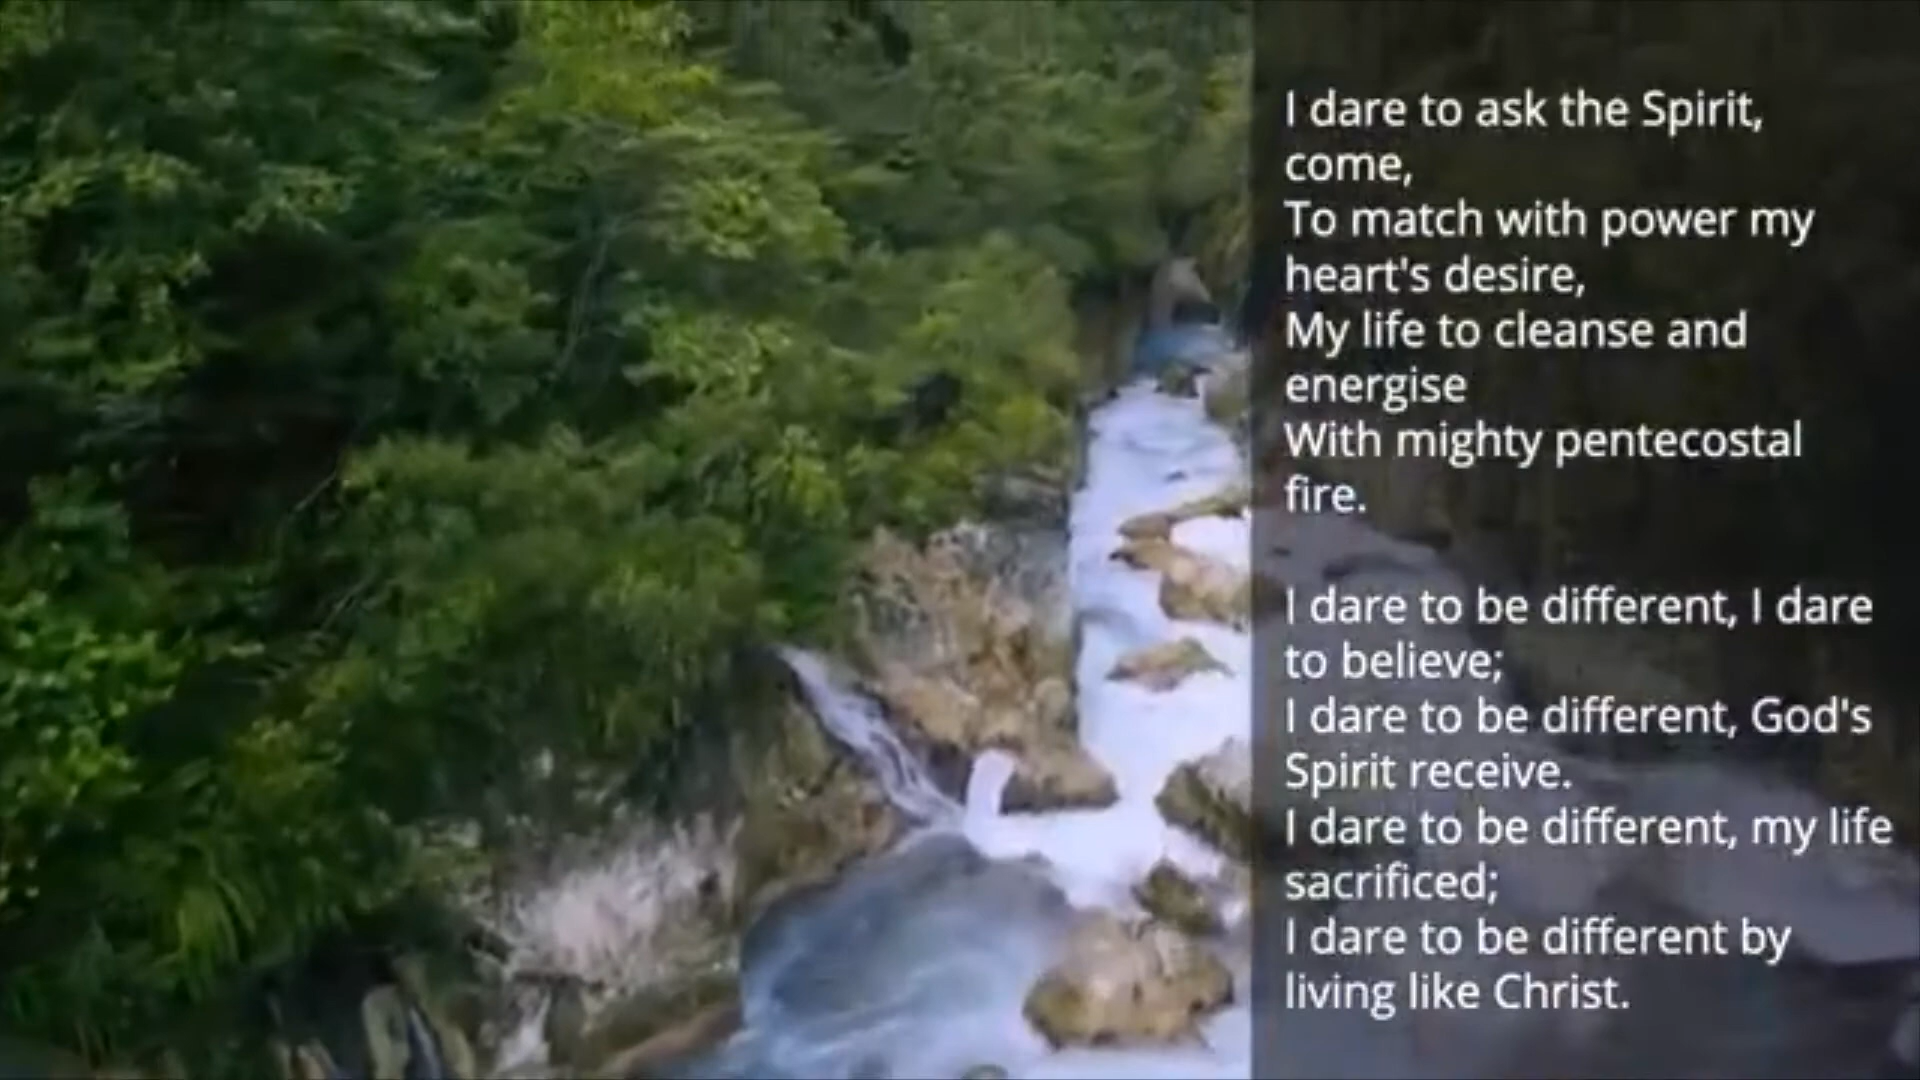 I dare to ask the Spirit,
come,
To match with power my
heart's desire,
My life to cleanse and
energise
With mighty pentecostal
fire.
I dare to be different, I dare
to believe;
I dare to be different, God's
Spirit receive.
I dare to be different, my life
sacrificed;
I dare to be different by
living like Christ.